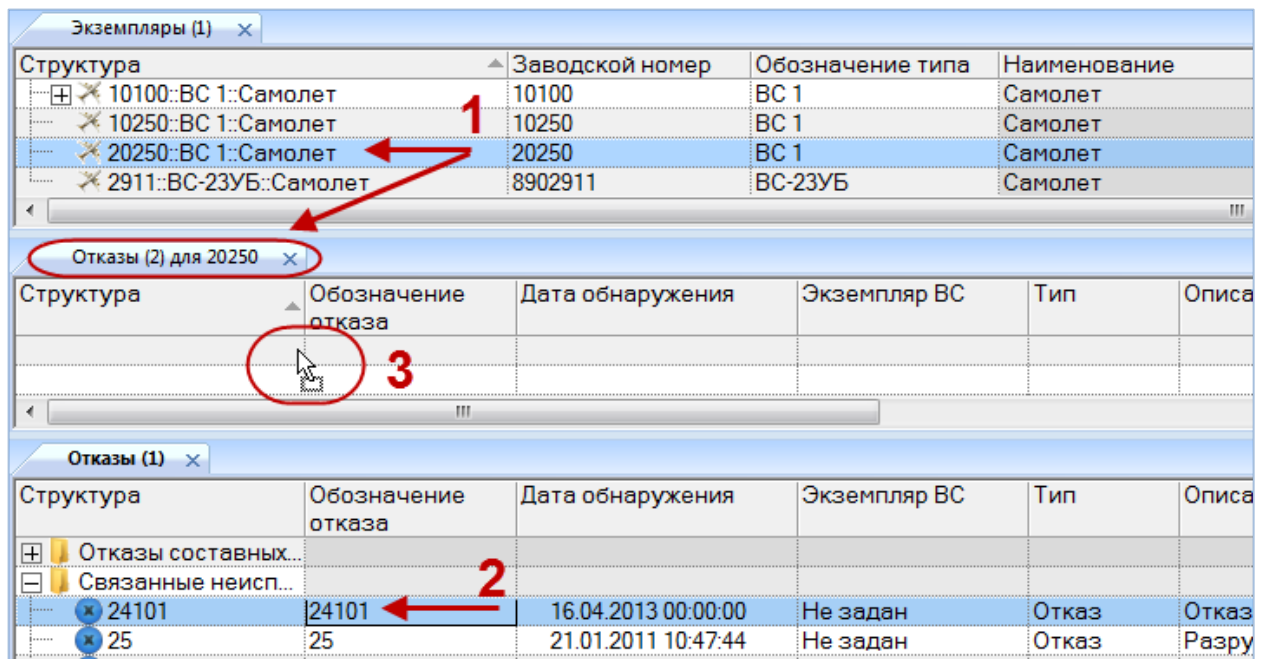 Экземпляры (1)
Структура Заводской номер Обозначение типа Наименование
10100::ВС 1::Самолет 10100 ВС 1 Самолет
10250::ВС 1::Самолет 10250 ВС 1 Самолет
20250::ВС 1::Самолет 20250 ВС 1 Самолет
2911::ВС-23УБ::Самолет 8902911 ВС-23УБ Самолет
1
Отказы (2) для 20250
Структура Обозначение отказа Дата обнаружения Экземпляр ВС Тип Описа
3
Отказы (1)
Структура Обозначение отказа Дата обнаружения Экземпляр ВС Тип Описа
Отказы составных...
Связанные неисп...
2
24101 24101 16.04.2013 00:00:00 Не задан Отказ Отказ
25 25 21.01.2011 10:47:44 Не задан Отказ Разру